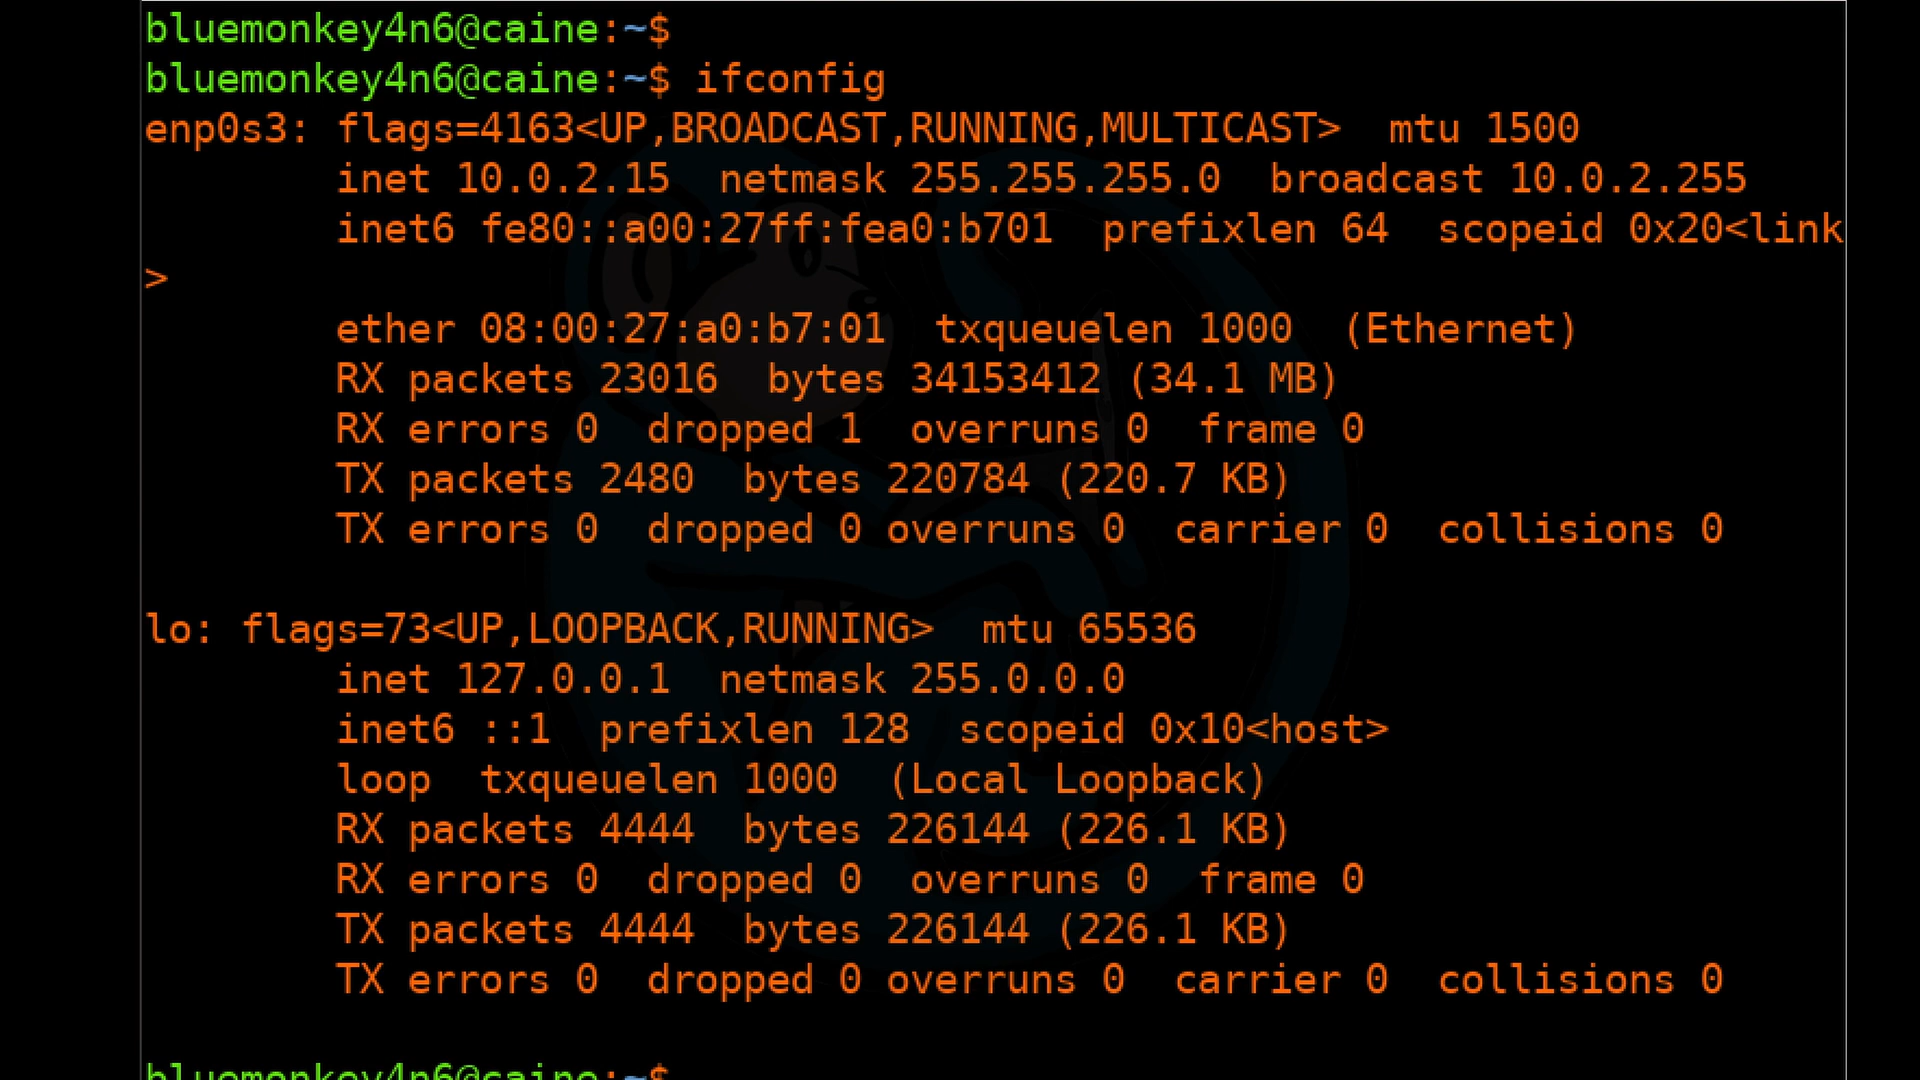 bluemonkey4n6@caine:~$
bluemonkey4n6@caine:~$ ifconfig
enp0s3: flags=4163<UP,BROADCAST,RUNNING,MULTICAST>  mtu 1500
        inet 10.0.2.15  netmask 255.255.255.0  broadcast 10.0.2.255
        inet6 fe80::a00:27ff:fea0:b701  prefixlen 64  scopeid 0x20<link
>
        ether 08:00:27:a0:b7:01  txqueuelen 1000  (Ethernet)
        RX packets 23016  bytes 34153412 (34.1 MB)
        RX errors 0  dropped 1  overruns 0  frame 0
        TX packets 2480  bytes 220784 (220.7 KB)
        TX errors 0  dropped 0 overruns 0  carrier 0  collisions 0

lo: flags=73<UP,LOOPBACK,RUNNING>  mtu 65536
        inet 127.0.0.1  netmask 255.0.0.0
        inet6 ::1  prefixlen 128  scopeid 0x10<host>
        loop  txqueuelen 1000  (Local Loopback)
        RX packets 4444  bytes 226144 (226.1 KB)
        RX errors 0  dropped 0  overruns 0  frame 0
        TX packets 4444  bytes 226144 (226.1 KB)
        TX errors 0  dropped 0 overruns 0  carrier 0  collisions 0

bluemonkey4n6@caine:~$